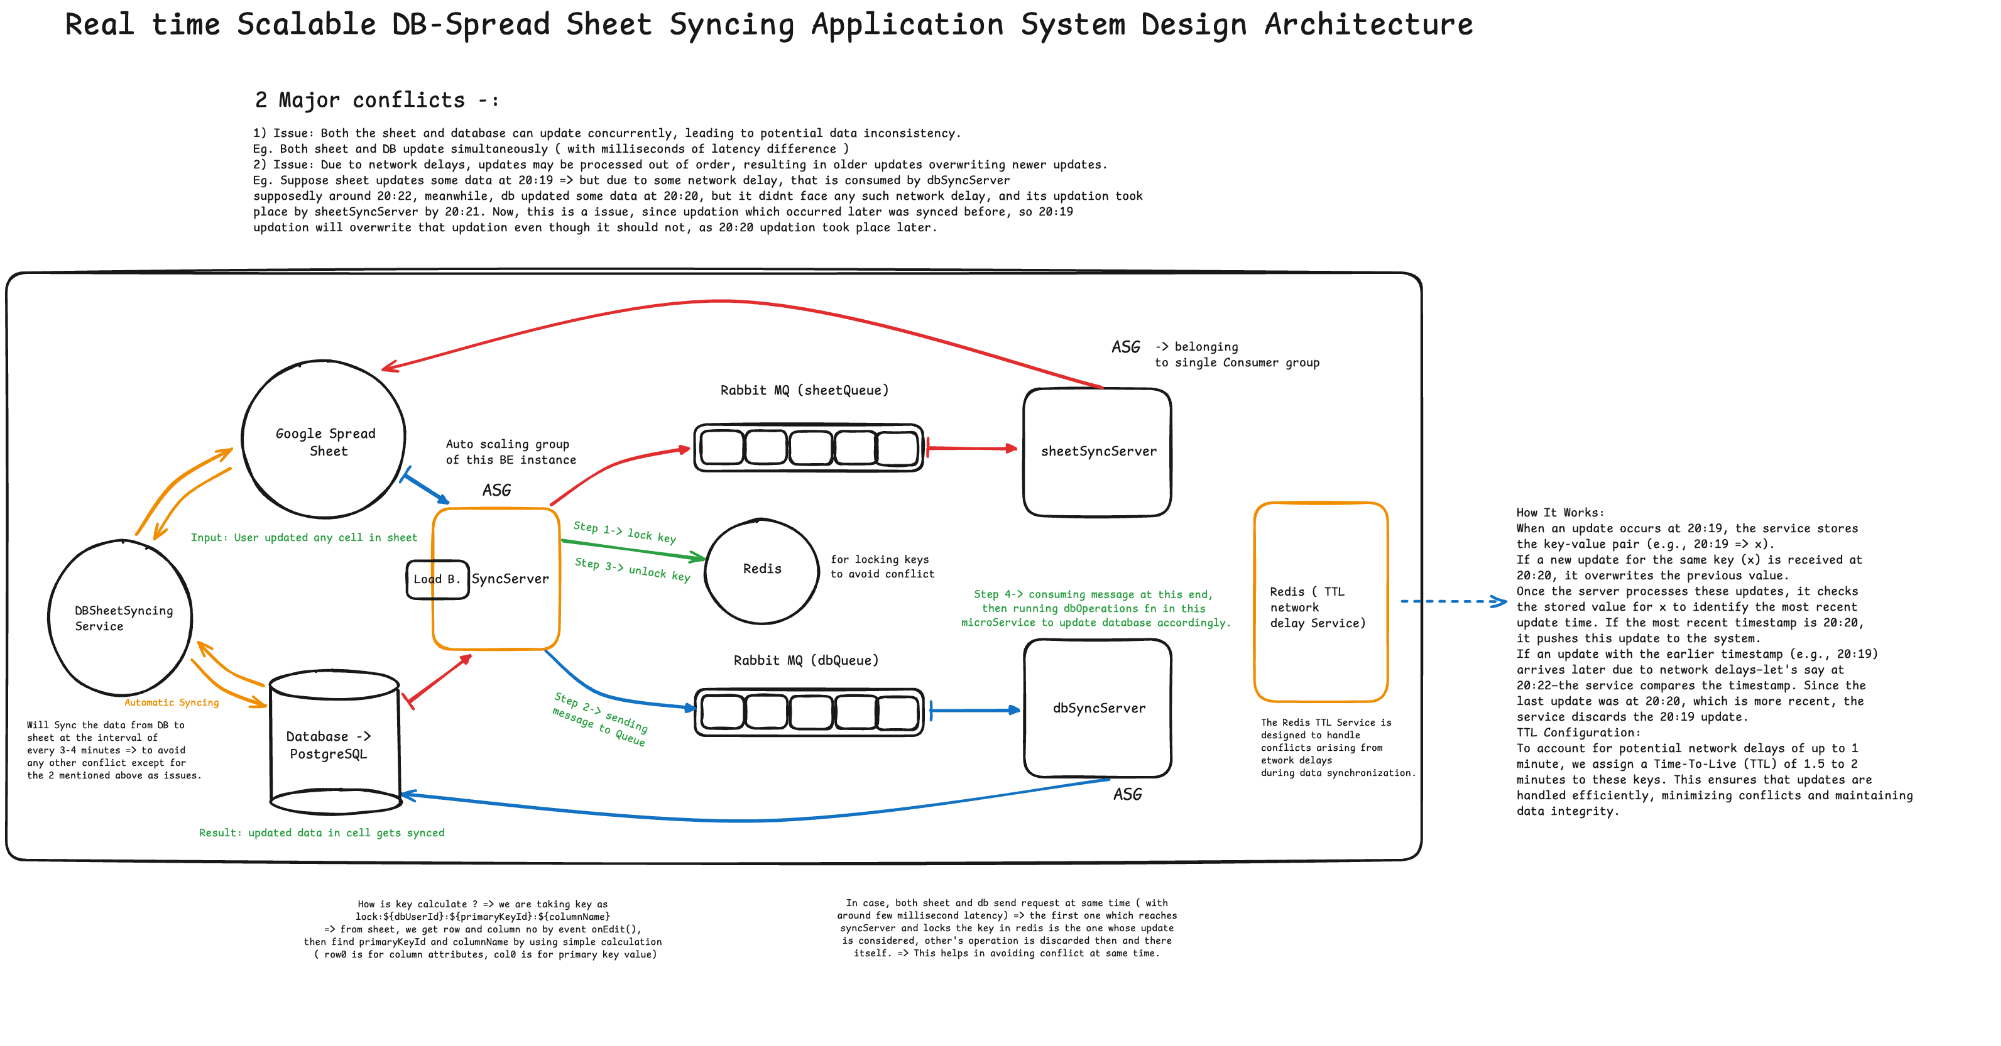 Real time Scalable DB-Spread Sheet Syncing Application System Design Architecture
2 Major conflicts -:
1) Issue: Both the sheet and database can update concurrently, leading to potential data inconsistency.
Eg. Both sheet and DB update simultaneously ( with milliseconds of latency difference )
2) Issue: Due to network delays, updates may be processed out of order, resulting in older updates overwriting newer updates.
Eg. Suppose sheet updates some data at 20:19 => but due to some network delay, that is consumed by dbSyncServer
supposedly around 20:22, meanwhile, db updated some data at 20:20, but it didnt face any such network delay, and its updation took
place by sheetSyncServer by 20:21. Now, this is a issue, since updation which occurred later was synced before, so 20:19
updation will overwrite that updation even though it should not, as 20:20 updation took place later.
ASG -> belonging
to single Consumer group
Rabbit MQ (sheetQueue)
Google Spread
Sheet
Auto scaling group
of this BE instance
ASG
sheetSyncServer
Input: User updated any cell in sheet
Step 1-> lock key
Step 3-> unlock key
Load B.
SyncServer
Redis
for locking keys
to avoid conflict
DBSheetSyncing
Service
Step 4-> consuming message at this end,
then running dbOperations fn in this
microService to update database accordingly.
Redis ( TTL
network
delay Service)
Rabbit MQ (dbQueue)
Automatic Syncing
Step 2-> sending
message to Queue
dbSyncServer
Will Sync the data from DB to
sheet at the interval of
every 3-4 minutes => to avoid
any other conflict except for
the 2 mentioned above as issues.
Database ->
PostgreSQL
The Redis TTL Service is
designed to handle
conflicts arising from
etwork delays
during data synchronization.
ASG
Result: updated data in cell gets synced
How It Works:
When an update occurs at 20:19, the service stores
the key-value pair (e.g., 20:19 => x).
If a new update for the same key (x) is received at
20:20, it overwrites the previous value.
Once the server processes these updates, it checks
the stored value for x to identify the most recent
update time. If the most recent timestamp is 20:20,
it pushes this update to the system.
If an update with the earlier timestamp (e.g., 20:19)
arrives later due to network delays—let's say at
20:22—the service compares the timestamp. Since the
last update was at 20:20, which is more recent, the
service discards the 20:19 update.
TTL Configuration:
To account for potential network delays of up to 1
minute, we assign a Time-To-Live (TTL) of 1.5 to 2
minutes to these keys. This ensures that updates are
handled efficiently, minimizing conflicts and maintaining
data integrity.
How is key calculate ? => we are taking key as
lock:${dbUserId}:${primaryKeyId}:${columnName}
=> from sheet, we get row and column no by event onEdit(),
then find primaryKeyId and columnName by using simple calculation
( row0 is for column attributes, col0 is for primary key value)
In case, both sheet and db send request at same time ( with
around few millisecond latency) => the first one which reaches
syncServer and locks the key in redis is the one whose update
is considered, other's operation is discarded then and there
itself. => This helps in avoiding conflict at same time.